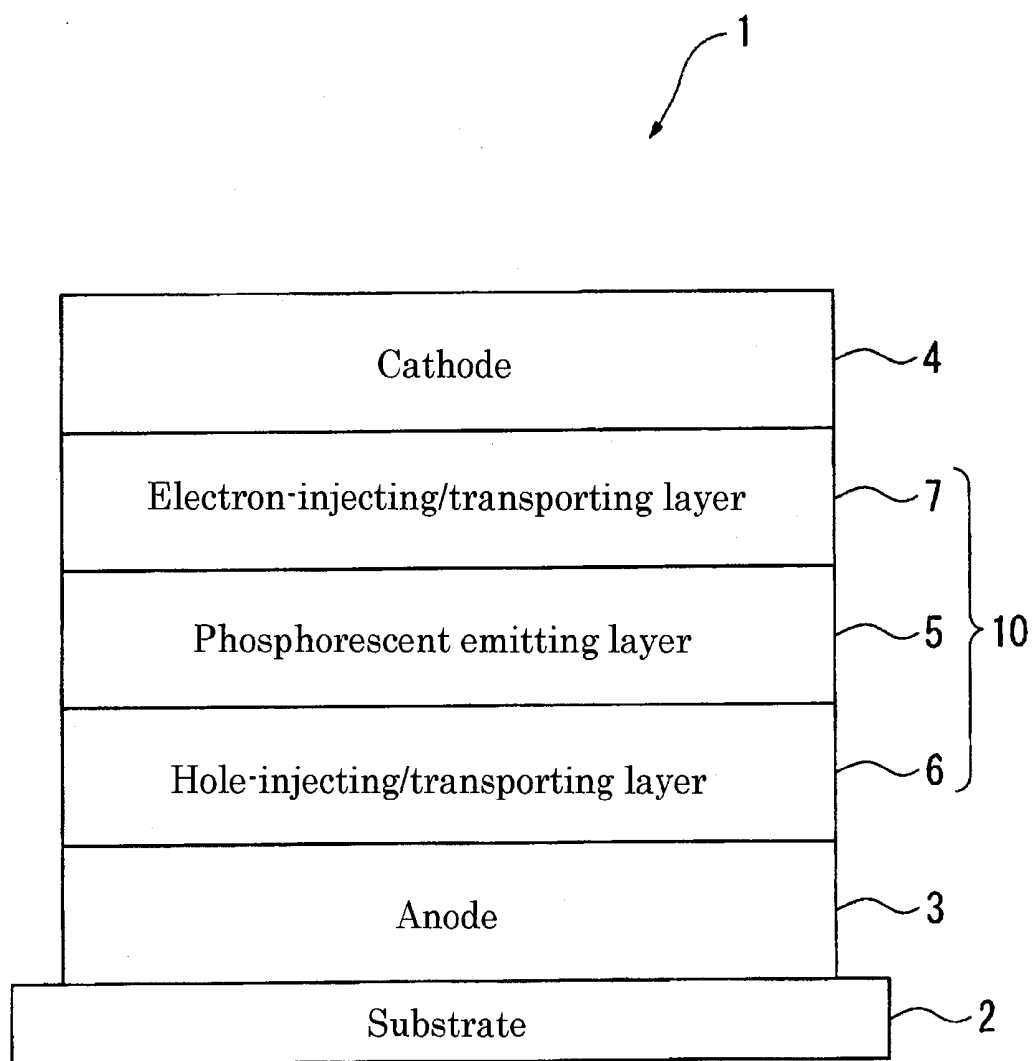 1
Cathode 4
Electron-injecting/transporting layer 7
Phosphorescent emitting layer 5 10
Hole-injecting/transporting layer 6
Anode 3
Substrate 2